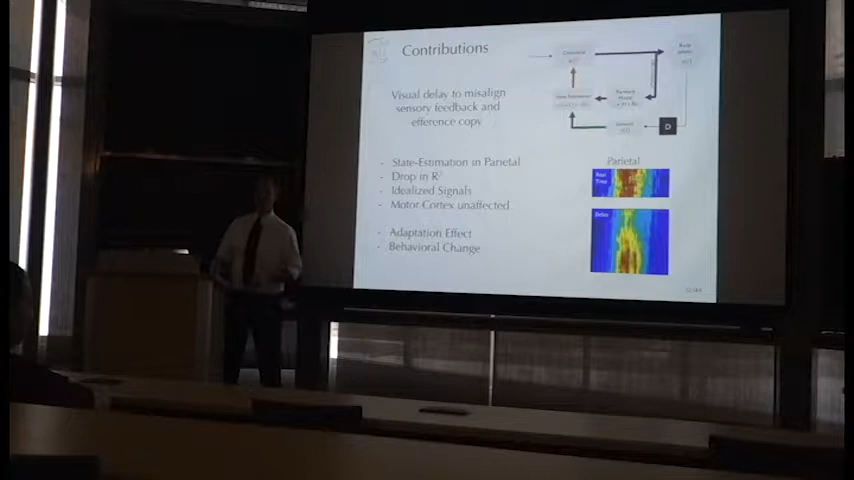 Contributions
Visual delay to misalign
sensory feedback and
efference copy
- State-Estimation in Parietal
- Drop in R²
- Idealized Signals
- Motor Cortex unaffected
- Adaptation Effect
- Behavioral Change
D
Parietal
Real
Time
Delay